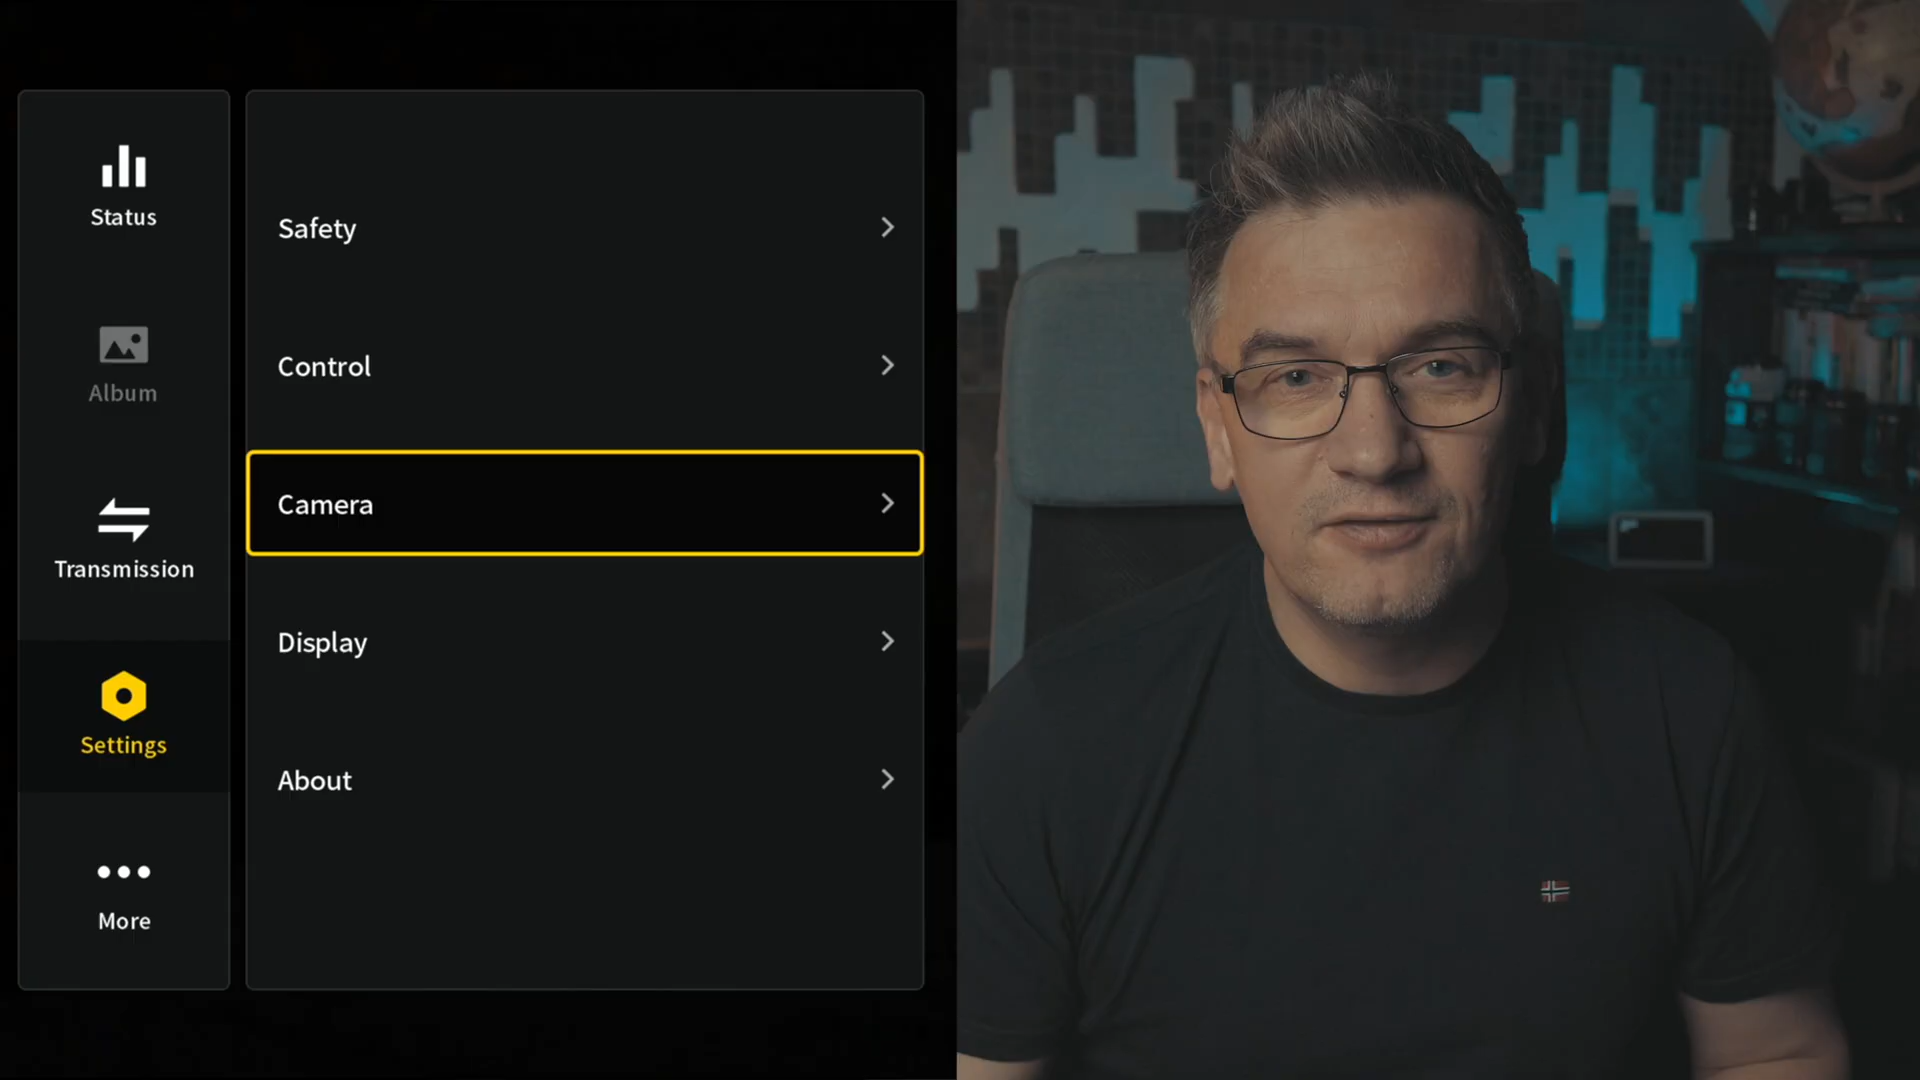 Status
Album
Transmission
Settings
More
Safety
Control
Camera
Display
About